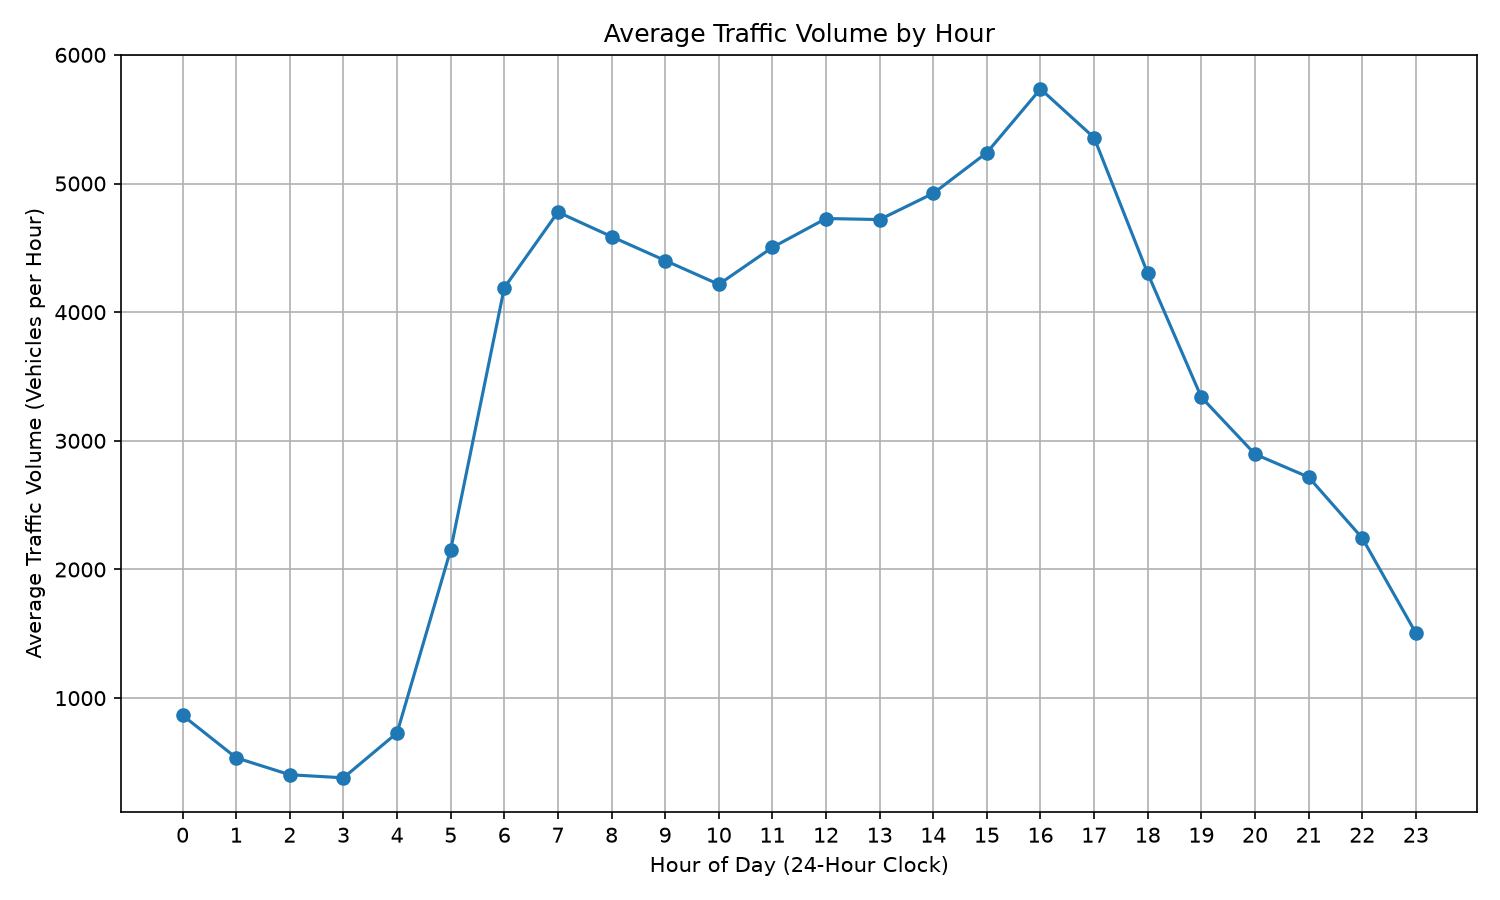 Average Traffic Volume by Hour
Average Traffic Volume (Vehicles per Hour)
6000
5000
4000
3000
2000
1000
0 1 2 3 4 5 6 7 8 9 10 11 12 13 14 15 16 17 18 19 20 21 22 23
Hour of Day (24-Hour Clock)